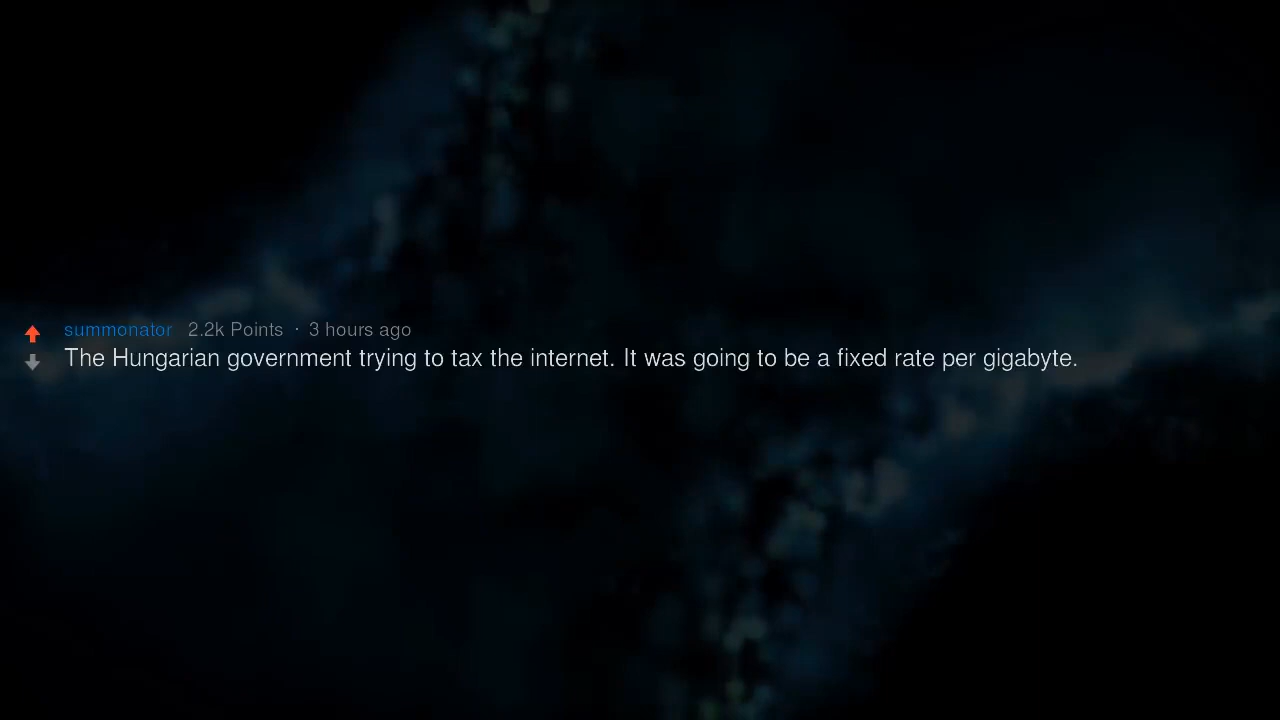 summonator 2.2k Points · 3 hours ago
The Hungarian government trying to tax the internet. It was going to be a fixed rate per gigabyte.